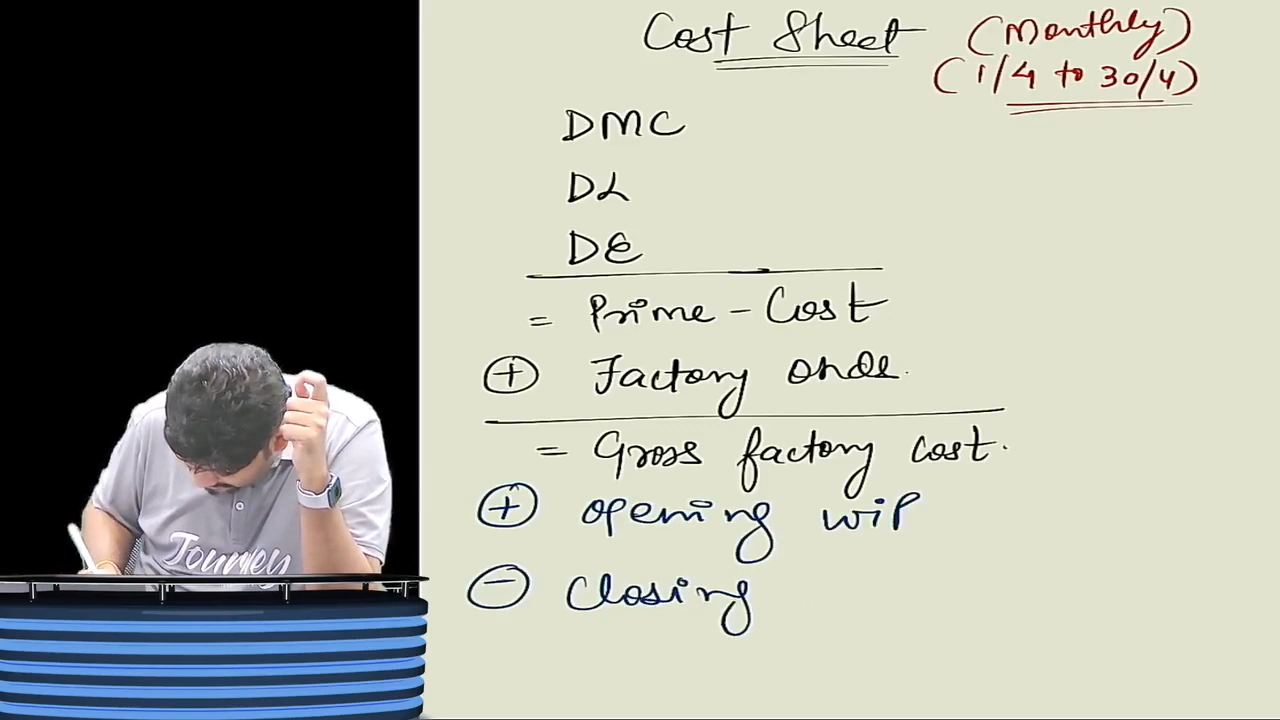 Cost Sheet (Monthly)
(1/4 to 30/4)
DMC
DL
DE
= Prime - Cost
+ Factory
= Gross factory cost.
+ opening WIP
- Closing
Journey